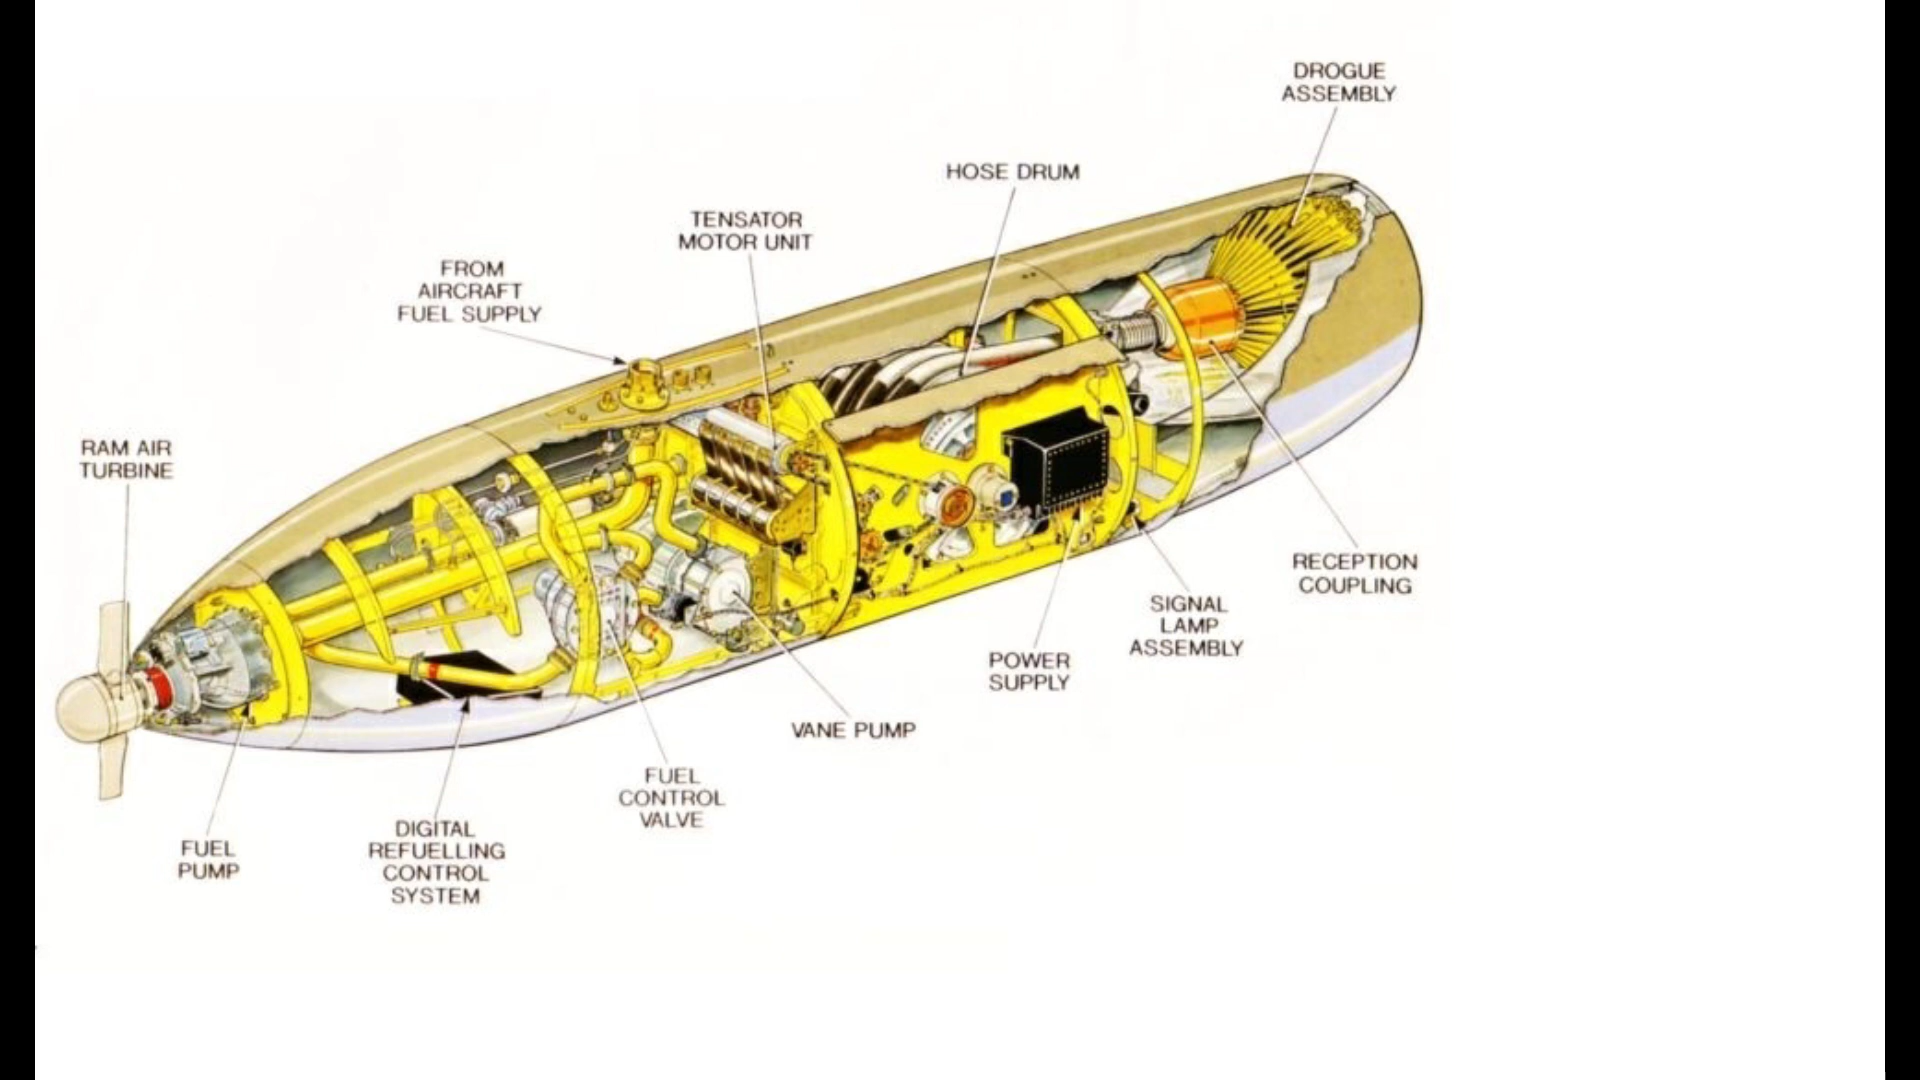 DROGUE
ASSEMBLY
HOSE DRUM
TENSATOR
MOTOR UNIT
FROM
AIRCRAFT
FUEL SUPPLY
RAM AIR
TURBINE
RECEPTION
COUPLING
SIGNAL
LAMP
ASSEMBLY
POWER
SUPPLY
VANE PUMP
FUEL
CONTROL
VALVE
DIGITAL
REFUELLING
CONTROL
SYSTEM
FUEL
PUMP